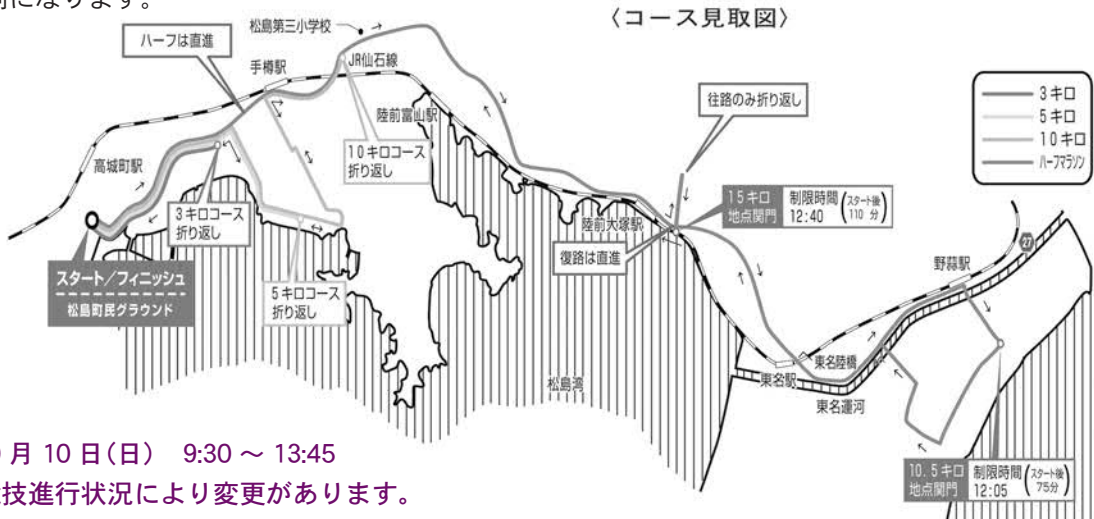 になります。
〈コース見取図〉
松島第三小学校
ハーフは直進
手樽駅
JR仙石線
3キロ
5キロ
10キロ
ハーフマラソン
往路のみ折り返し
陸前富山駅
高城町駅
10キロコース
折り返し
15キロ
地点関門
制限時間
12:40
(スタート後
110 分)
3キロコース
折り返し
陸前大塚駅
復路は直進
27
野蒜駅
スタート/フィニッシュ
松島町民グラウンド
5キロコース
折り返し
松島湾
東名駅
東名陸橋
東名運河
月 10 日(日) 9:30 ~ 13:45
技進行状況により変更があります。
10.5キロ
地点関門
制限時間
12:05
(スタート後
75分)